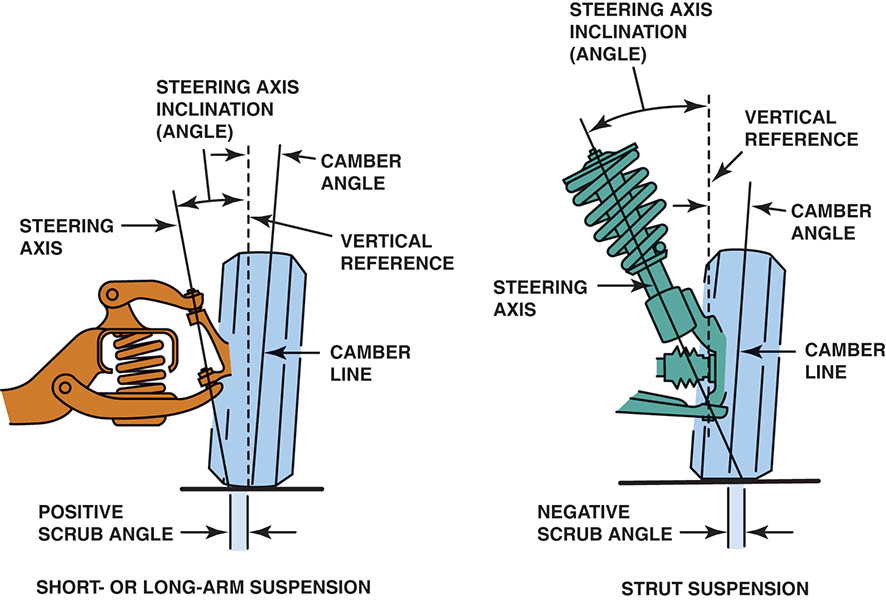 STEERING AXIS
INCLINATION
(ANGLE)
CAMBER
ANGLE
STEERING
AXIS
VERTICAL
REFERENCE
CAMBER
LINE
POSITIVE
SCRUB ANGLE
SHORT- OR LONG-ARM SUSPENSION
STEERING AXIS
INCLINATION
(ANGLE)
VERTICAL
REFERENCE
CAMBER
ANGLE
STEERING
AXIS
CAMBER
LINE
NEGATIVE
SCRUB ANGLE
STRUT SUSPENSION